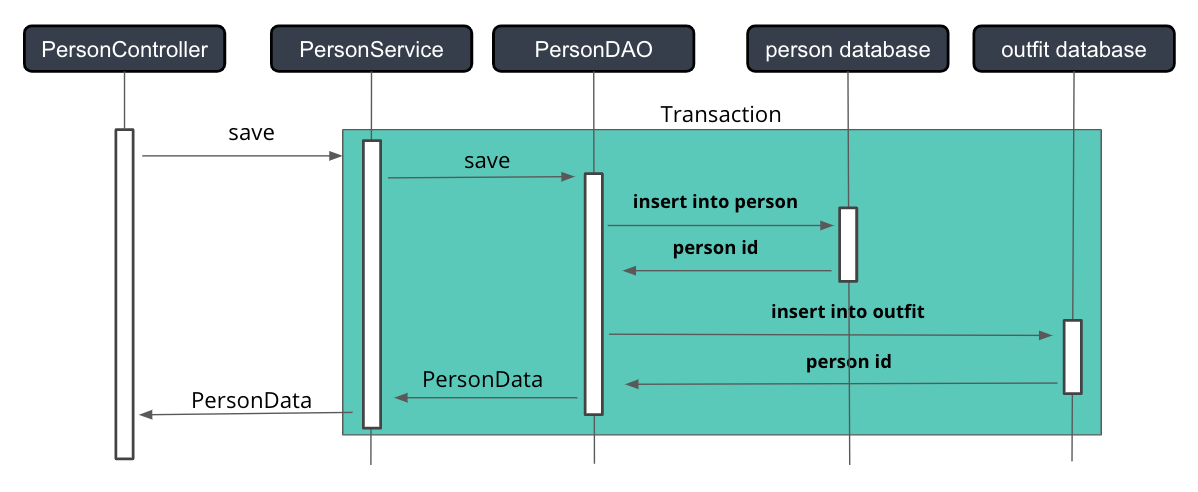 PersonController
PersonService
PersonDAO
person database
outfit database
Transaction
save
save
insert into person
person id
insert into outfit
person id
PersonData
PersonData